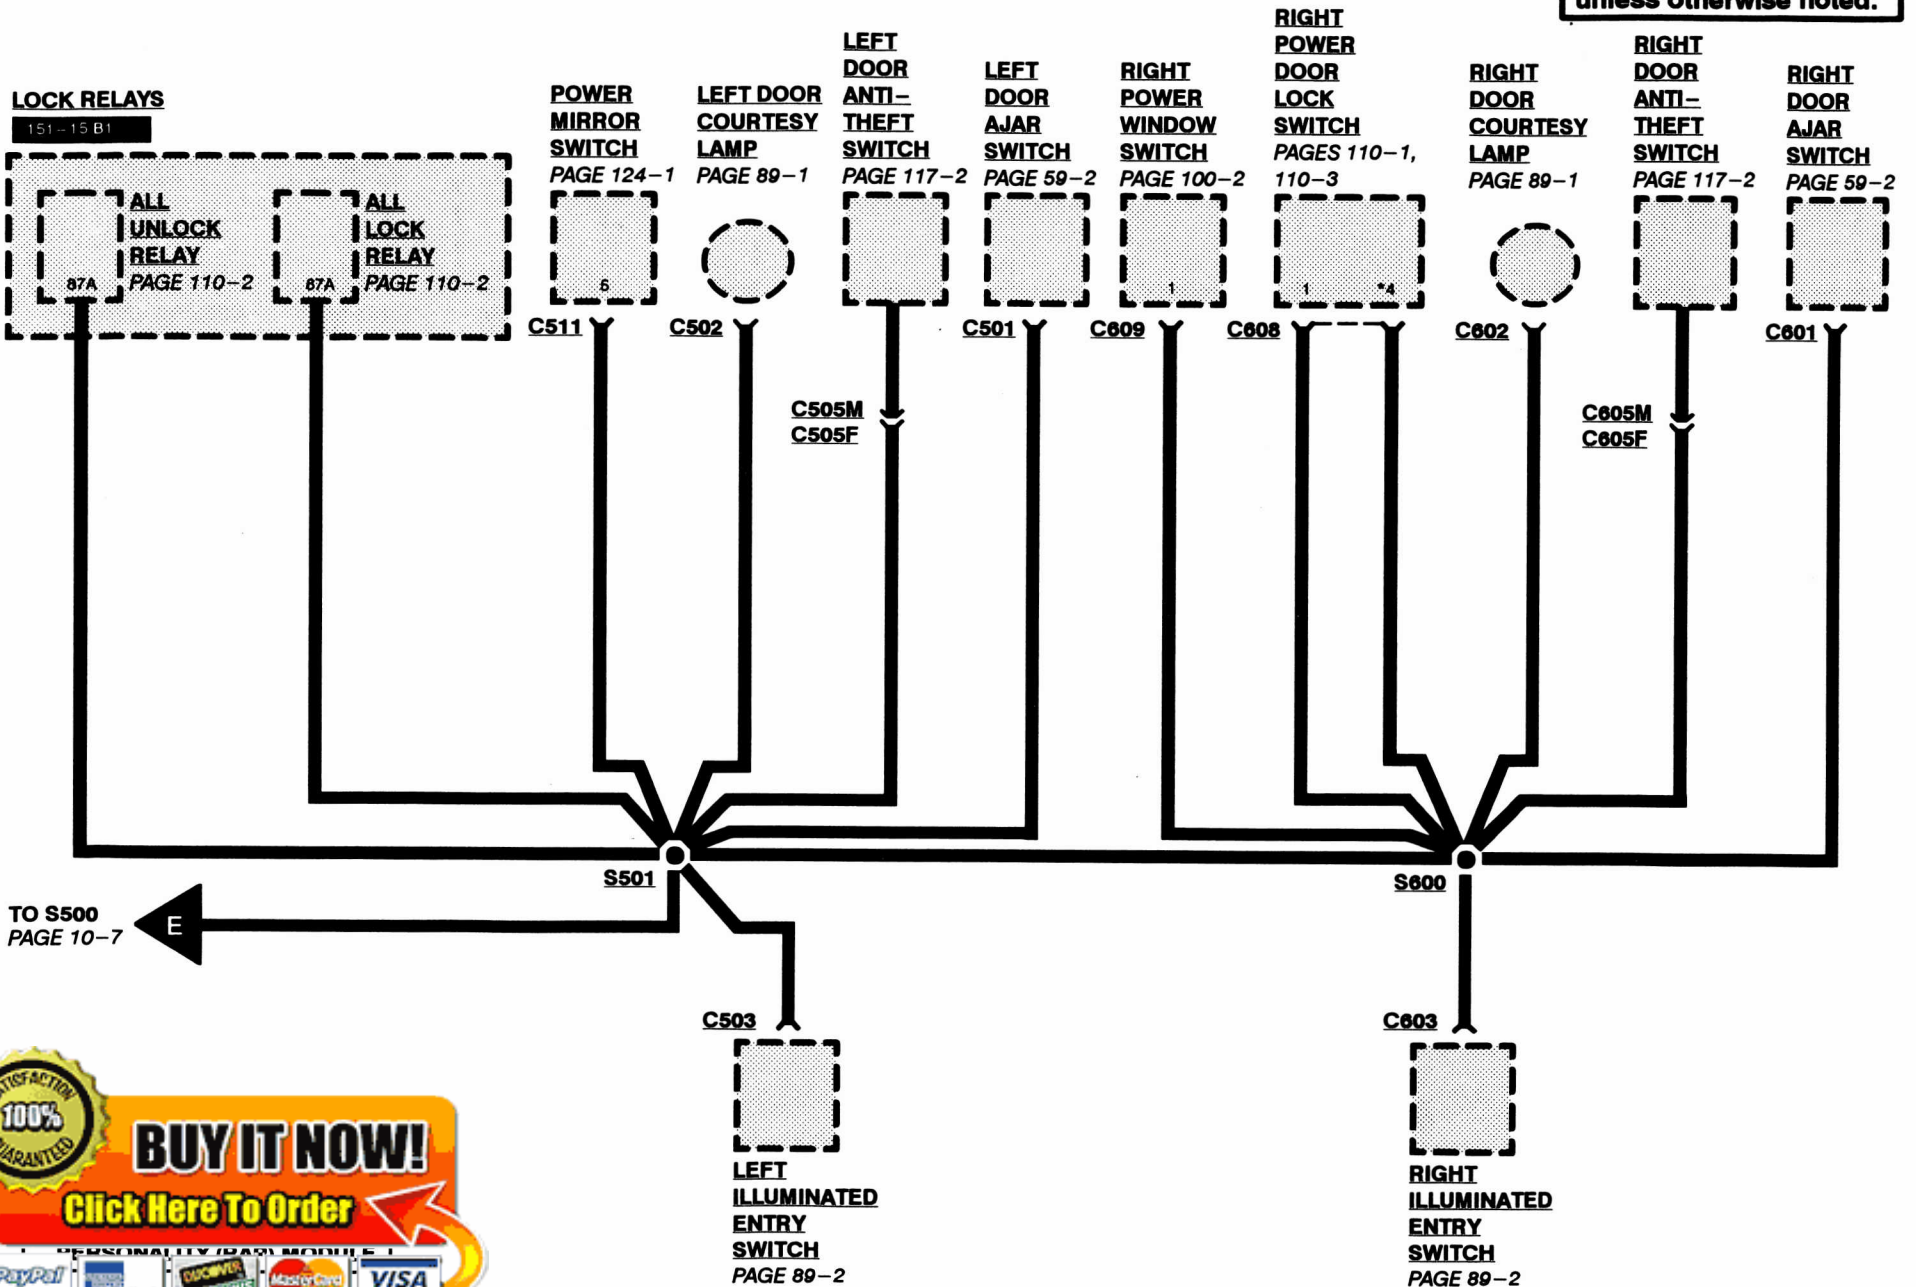 unless otherwise noted.
LOCK RELAYS
151-15 B1
ALL
UNLOCK
RELAY
PAGE 110-2
87A
ALL
LOCK
RELAY
PAGE 110-2
87A
POWER
MIRROR
SWITCH
PAGE 124-1
5
C511
LEFT DOOR
COURTESY
LAMP
PAGE 89-1
C502
LEFT
DOOR
ANTI-
THEFT
SWITCH
PAGE 117-2
C505M
C505F
LEFT
DOOR
AJAR
SWITCH
PAGE 59-2
C501
RIGHT
POWER
WINDOW
SWITCH
PAGE 100-2
1
C609
RIGHT
POWER
DOOR
LOCK
SWITCH
PAGES 110-1,
110-3
1 *4
C608
RIGHT
DOOR
COURTESY
LAMP
PAGE 89-1
C602
RIGHT
DOOR
ANTI-
THEFT
SWITCH
PAGE 117-2
C605M
C605F
RIGHT
DOOR
AJAR
SWITCH
PAGE 59-2
C601
S501
S600
TO S500
PAGE 10-7
E
C503
LEFT
ILLUMINATED
ENTRY
SWITCH
PAGE 89-2
C603
RIGHT
ILLUMINATED
ENTRY
SWITCH
PAGE 89-2
100%
BUY IT NOW!
Click Here To Order
PERSONALITY (RAP) MODULE
PayPal
DISCOVER
MasterCard
VISA